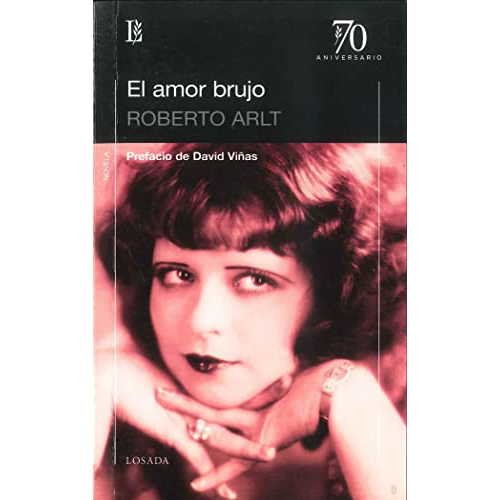 70
ANIVERSARIO
El amor brujo
ROBERTO ARLT
Prefacio de David Viñas
NOVELA
LOSADA